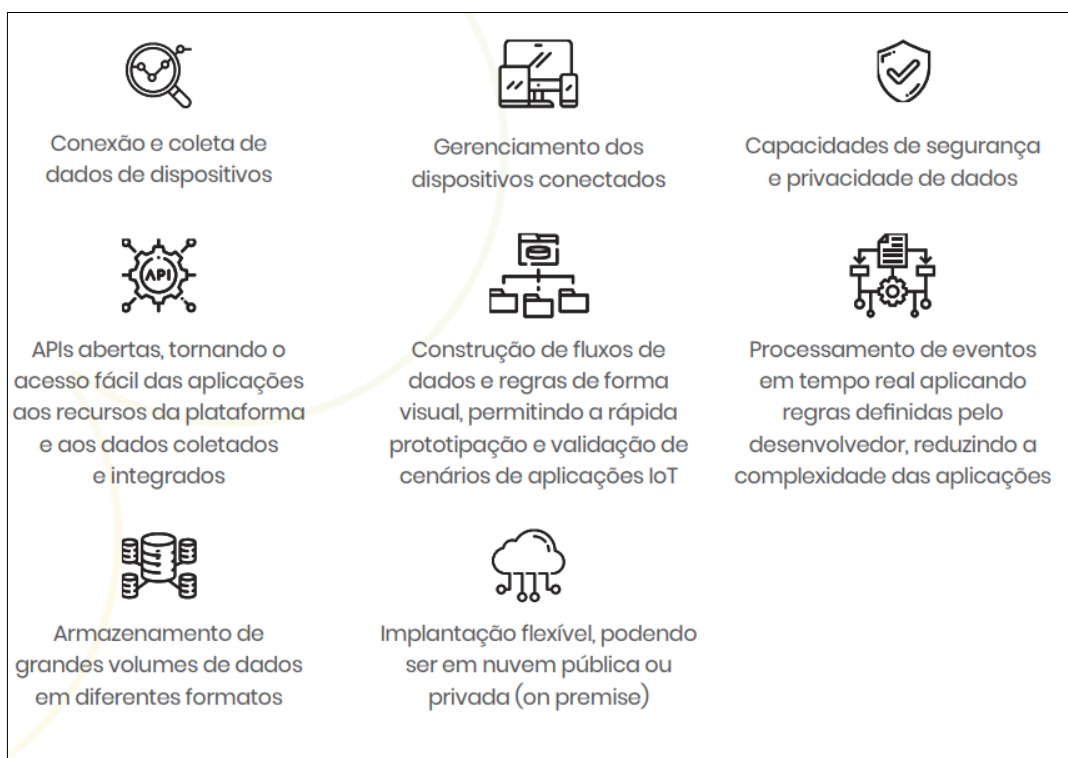 Conexão e coleta de
dados de dispositivos
Gerenciamento dos
dispositivos conectados
Capacidades de segurança
e privacidade de dados
API
APIs abertas, tornando o
acesso fácil das aplicações
aos recursos da plataforma
e aos dados coletados
e integrados
Construção de fluxos de
dados e regras de forma
visual, permitindo a rápida
prototipação e validação de
cenários de aplicações IoT
Processamento de eventos
em tempo real aplicando
regras definidas pelo
desenvolvedor, reduzindo a
complexidade das aplicações
Armazenamento de
grandes volumes de dados
em diferentes formatos
Implantação flexível, podendo
ser em nuvem pública ou
privada (on premise)